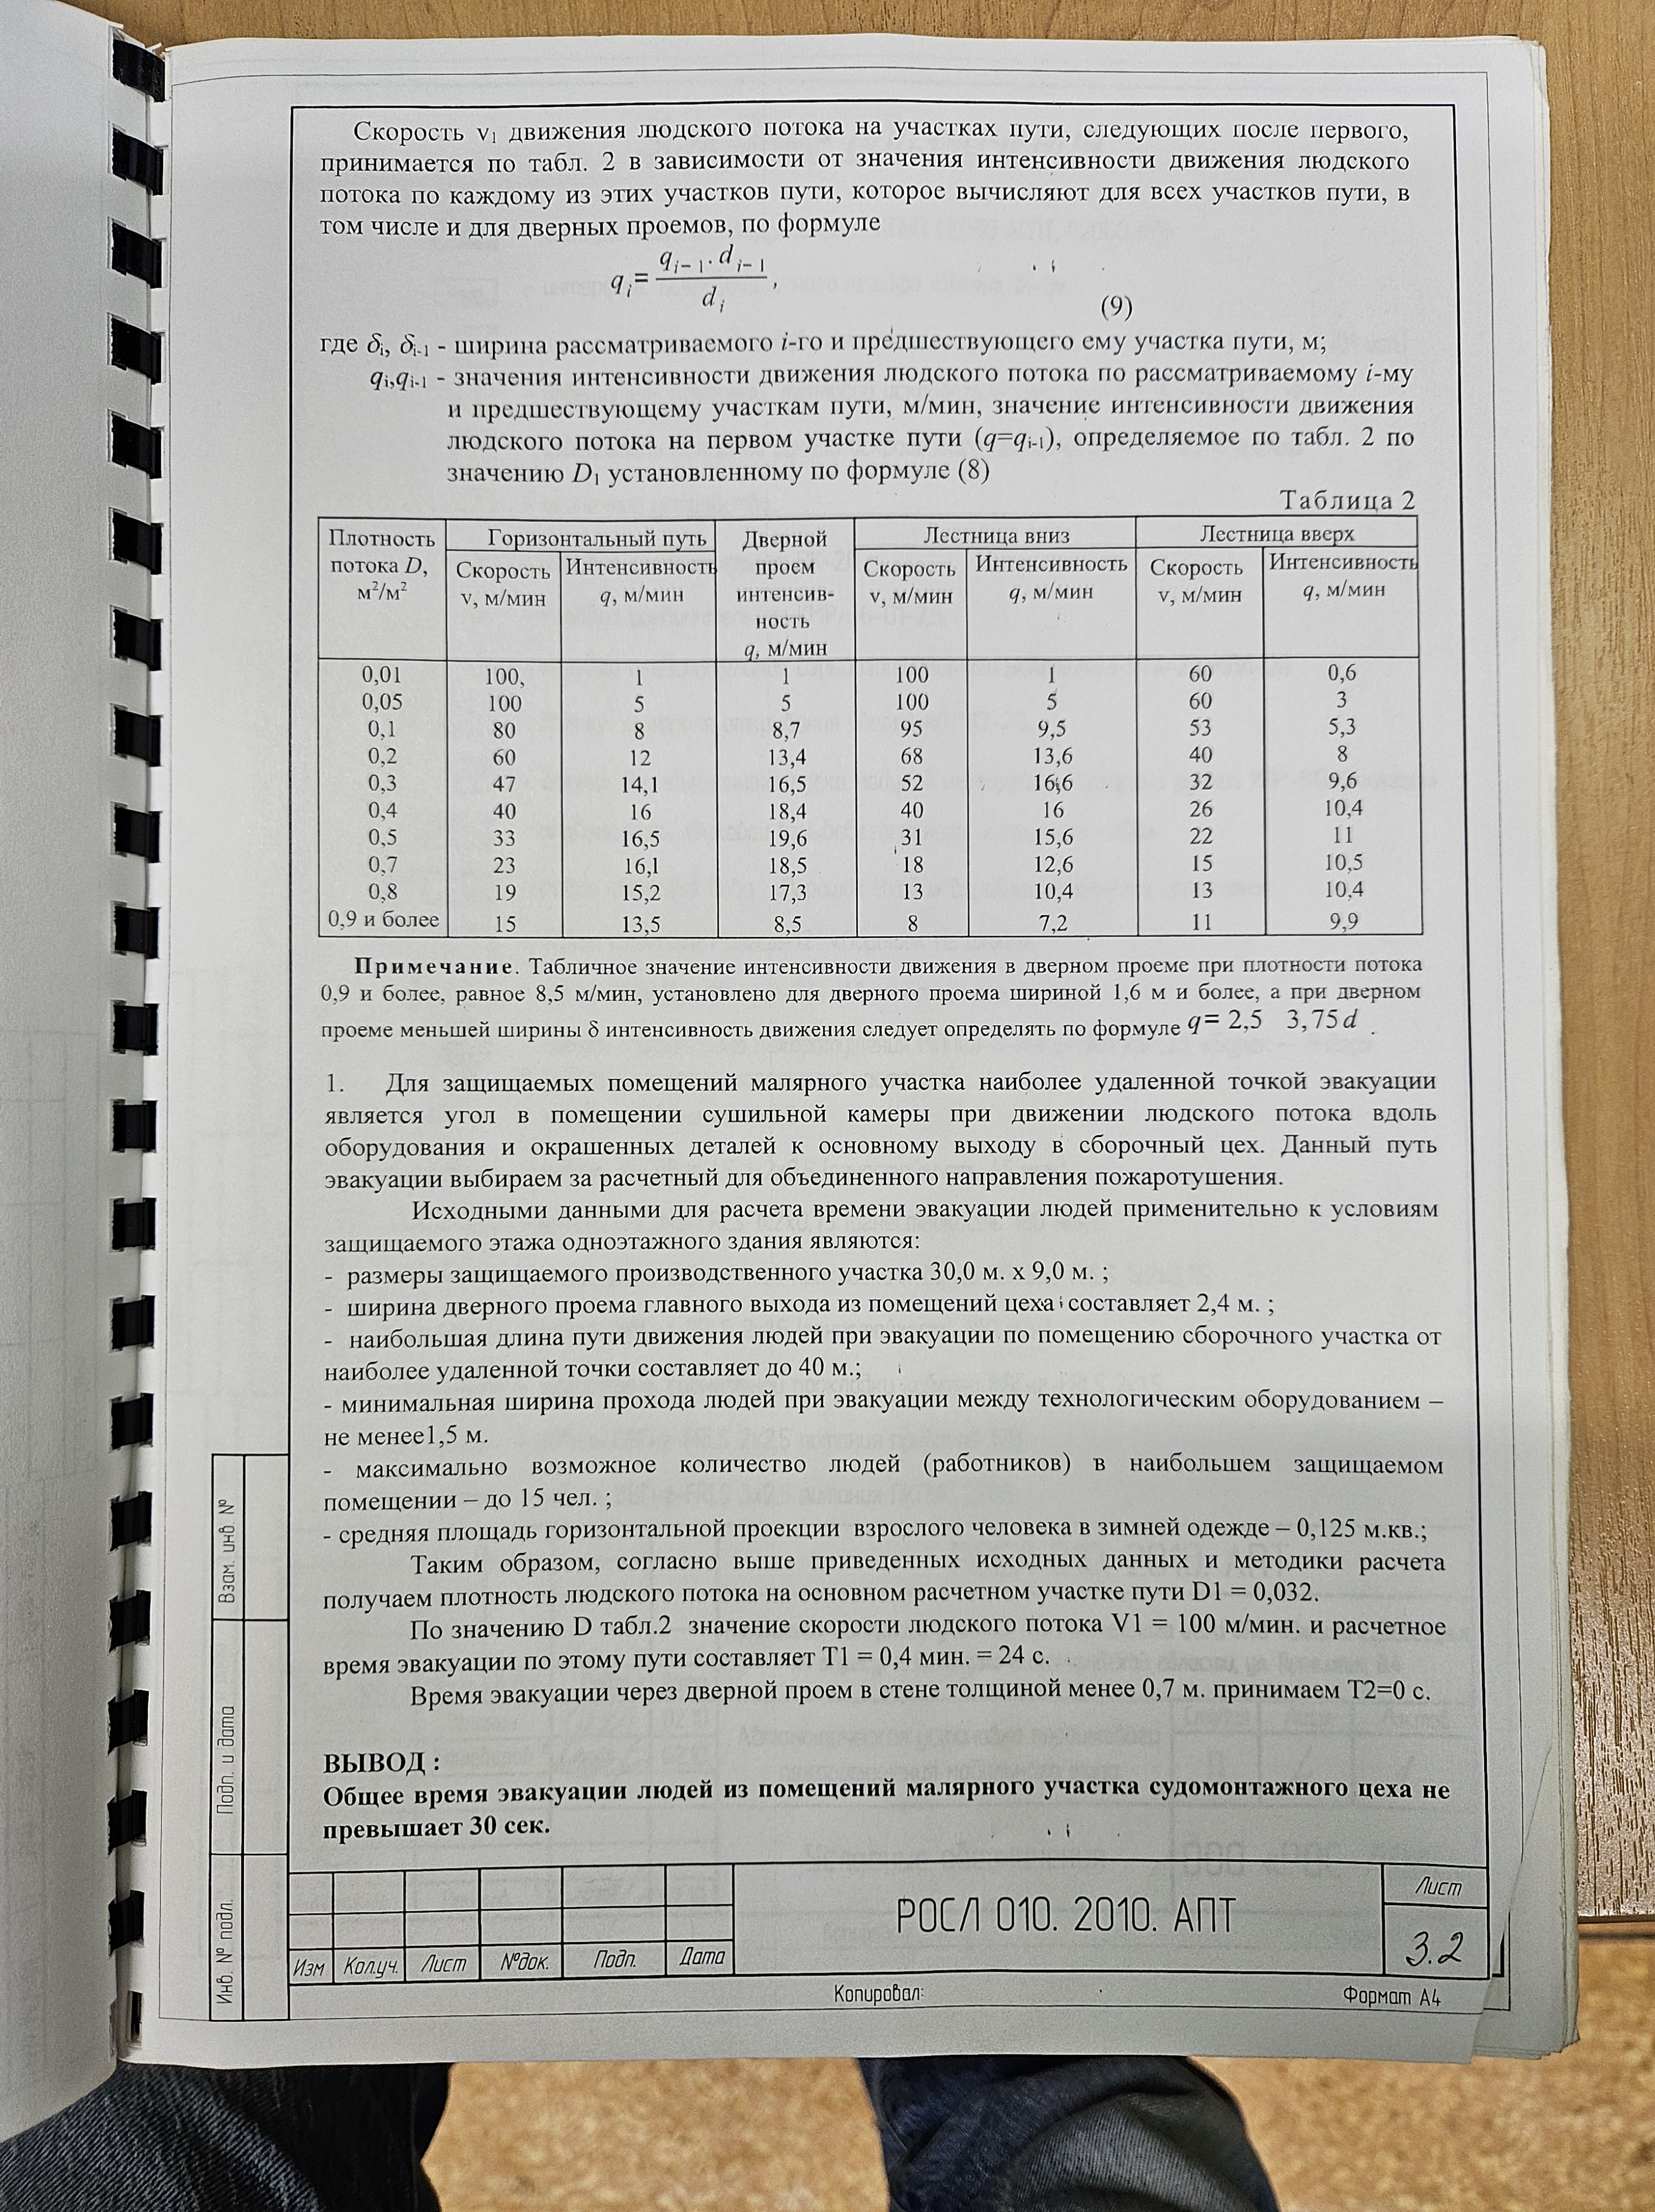 Скорость v₁ движения людского потока на участках пути, следующих после первого,
принимается по табл. 2 в зависимости от значения интенсивности движения людского
потока по каждому из этих участков пути, которое вычисляют для всех участков пути, в
том числе и для дверных проемов, по формуле
qᵢ = (qᵢ₋₁ · dᵢ₋₁) / dᵢ ,
(9)
где δᵢ, δᵢ₋₁ - ширина рассматриваемого i-го и предшествующего ему участка пути, м;
qᵢ,qᵢ₋₁ - значения интенсивности движения людского потока по рассматриваемому i-му
и предшествующему участкам пути, м/мин, значение интенсивности движения
людского потока на первом участке пути (q=qᵢ₋₁), определяемое по табл. 2 по
значению D₁ установленному по формуле (8)
Таблица 2
Плотность потока D, м²/м² | Горизонтальный путь | Дверной проем интенсив-ность q, м/мин | Лестница вниз | Лестница вверх
Скорость v, м/мин | Интенсивность q, м/мин | Скорость v, м/мин | Интенсивность q, м/мин | Скорость v, м/мин | Интенсивность q, м/мин
0,01 100, 1 1 100 1 60 0,6
0,05 100 5 5 100 5 60 3
0,1 80 8 8,7 95 9,5 53 5,3
0,2 60 12 13,4 68 13,6 40 8
0,3 47 14,1 16,5 52 16,6 32 9,6
0,4 40 16 18,4 40 16 26 10,4
0,5 33 16,5 19,6 31 15,6 22 11
0,7 23 16,1 18,5 18 12,6 15 10,5
0,8 19 15,2 17,3 13 10,4 13 10,4
0,9 и более 15 13,5 8,5 8 7,2 11 9,9
Примечание. Табличное значение интенсивности движения в дверном проеме при плотности потока
0,9 и более, равное 8,5 м/мин, установлено для дверного проема шириной 1,6 м и более, а при дверном
проеме меньшей ширины δ интенсивность движения следует определять по формуле q= 2,5 3,75d .
1. Для защищаемых помещений малярного участка наиболее удаленной точкой эвакуации
является угол в помещении сушильной камеры при движении людского потока вдоль
оборудования и окрашенных деталей к основному выходу в сборочный цех. Данный путь
эвакуации выбираем за расчетный для объединенного направления пожаротушения.
Исходными данными для расчета времени эвакуации людей применительно к условиям
защищаемого этажа одноэтажного здания являются:
- размеры защищаемого производственного участка 30,0 м. х 9,0 м. ;
- ширина дверного проема главного выхода из помещений цеха составляет 2,4 м. ;
- наибольшая длина пути движения людей при эвакуации по помещению сборочного участка от
наиболее удаленной точки составляет до 40 м.;
- минимальная ширина прохода людей при эвакуации между технологическим оборудованием –
не менее1,5 м.
- максимально возможное количество людей (работников) в наибольшем защищаемом
помещении – до 15 чел. ;
- средняя площадь горизонтальной проекции взрослого человека в зимней одежде – 0,125 м.кв.;
Таким образом, согласно выше приведенных исходных данных и методики расчета
получаем плотность людского потока на основном расчетном участке пути D1 = 0,032.
По значению D табл.2 значение скорости людского потока V1 = 100 м/мин. и расчетное
время эвакуации по этому пути составляет T1 = 0,4 мин. = 24 с.
Время эвакуации через дверной проем в стене толщиной менее 0,7 м. принимаем T2=0 с.
ВЫВОД :
Общее время эвакуации людей из помещений малярного участка судомонтажного цеха не
превышает 30 сек.
Взам. инв. №
Подп. и дата
Инв. № подл.
Изм Кол.уч. Лист №док. Подп. Дата
РОСЛ 010. 2010. АПТ
Лист
3.2
Копировал:
Формат А4